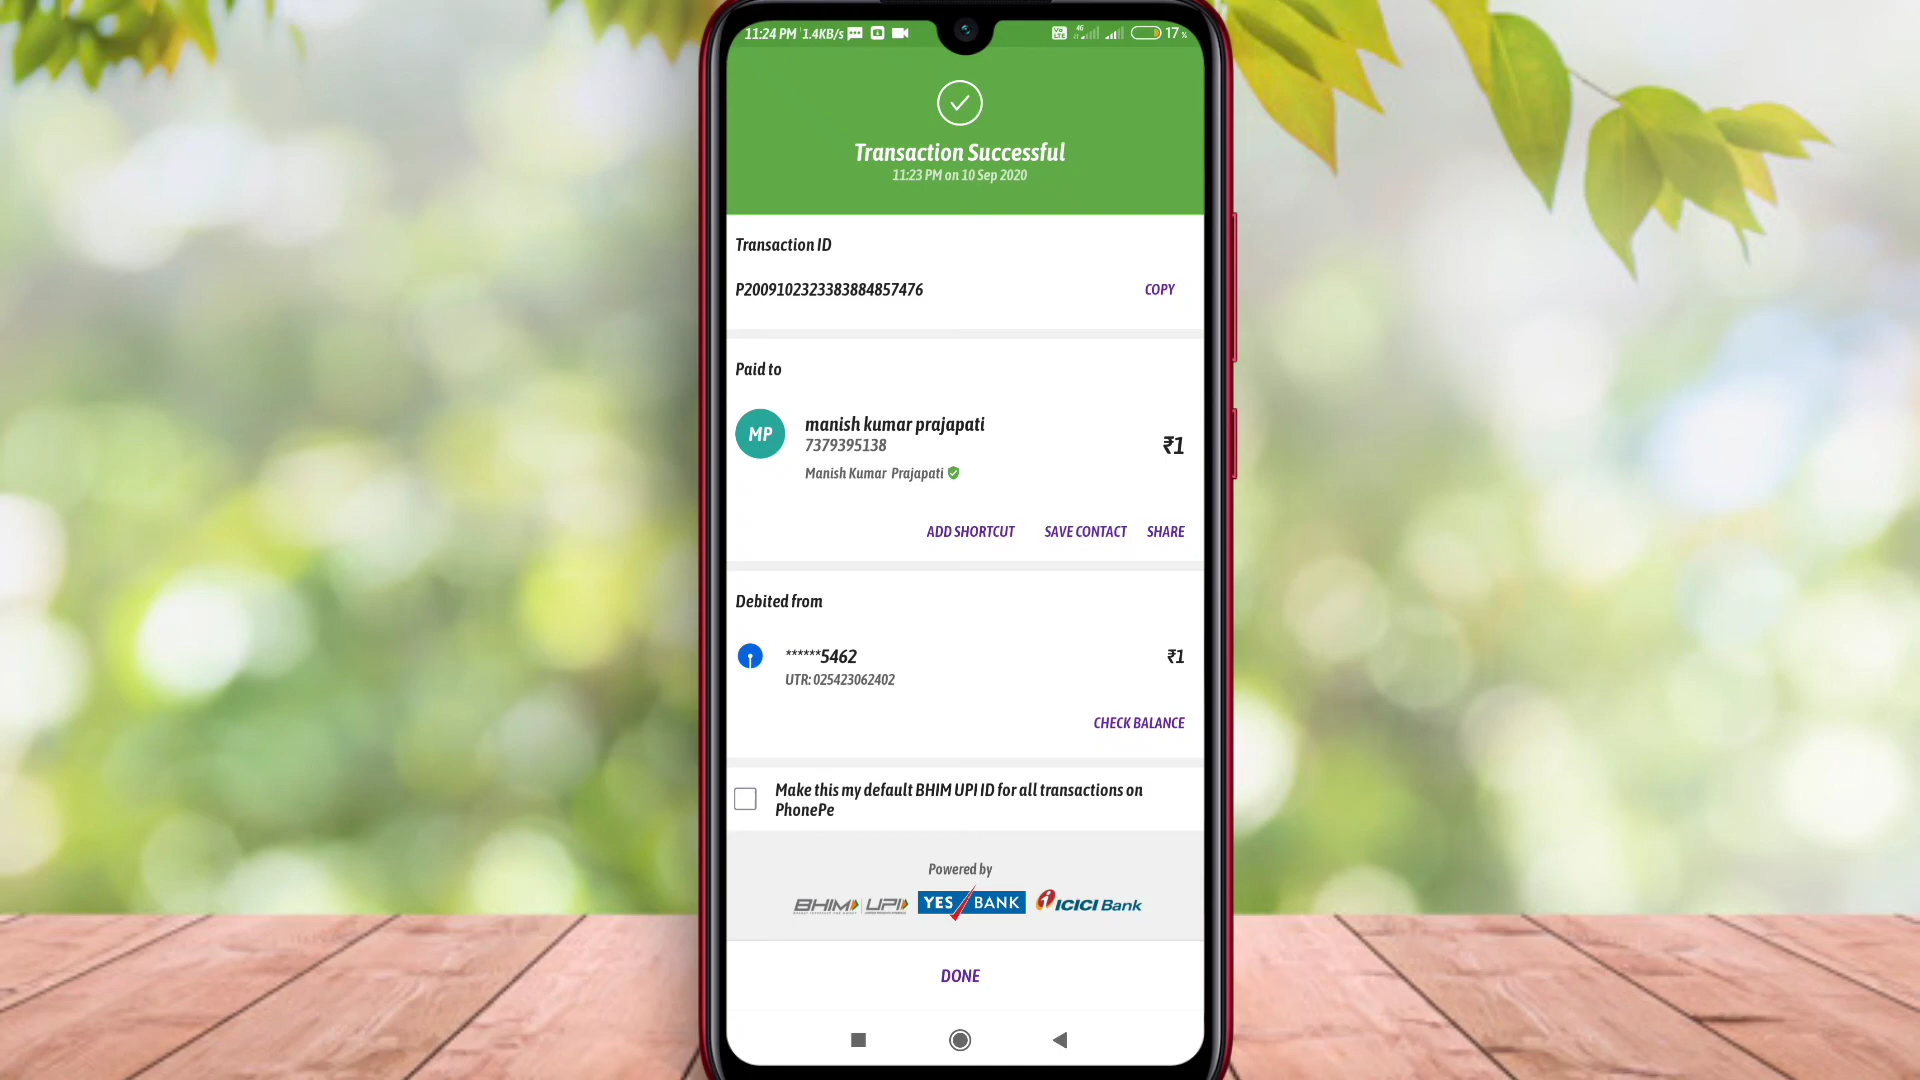 11:24 PM 1.4KB/s 4G 17 %
Transaction Successful
11:23 PM on 10 Sep 2020
Transaction ID
P2009102323383884857476 COPY
Paid to
MP manish kumar prajapati
7379395138 ₹1
Manish Kumar Prajapati
ADD SHORTCUT SAVE CONTACT SHARE
Debited from
******5462 ₹1
UTR: 025423062402
CHECK BALANCE
Make this my default BHIM UPI ID for all transactions on
PhonePe
Powered by
BHIM UPI YES BANK ICICI Bank
DONE